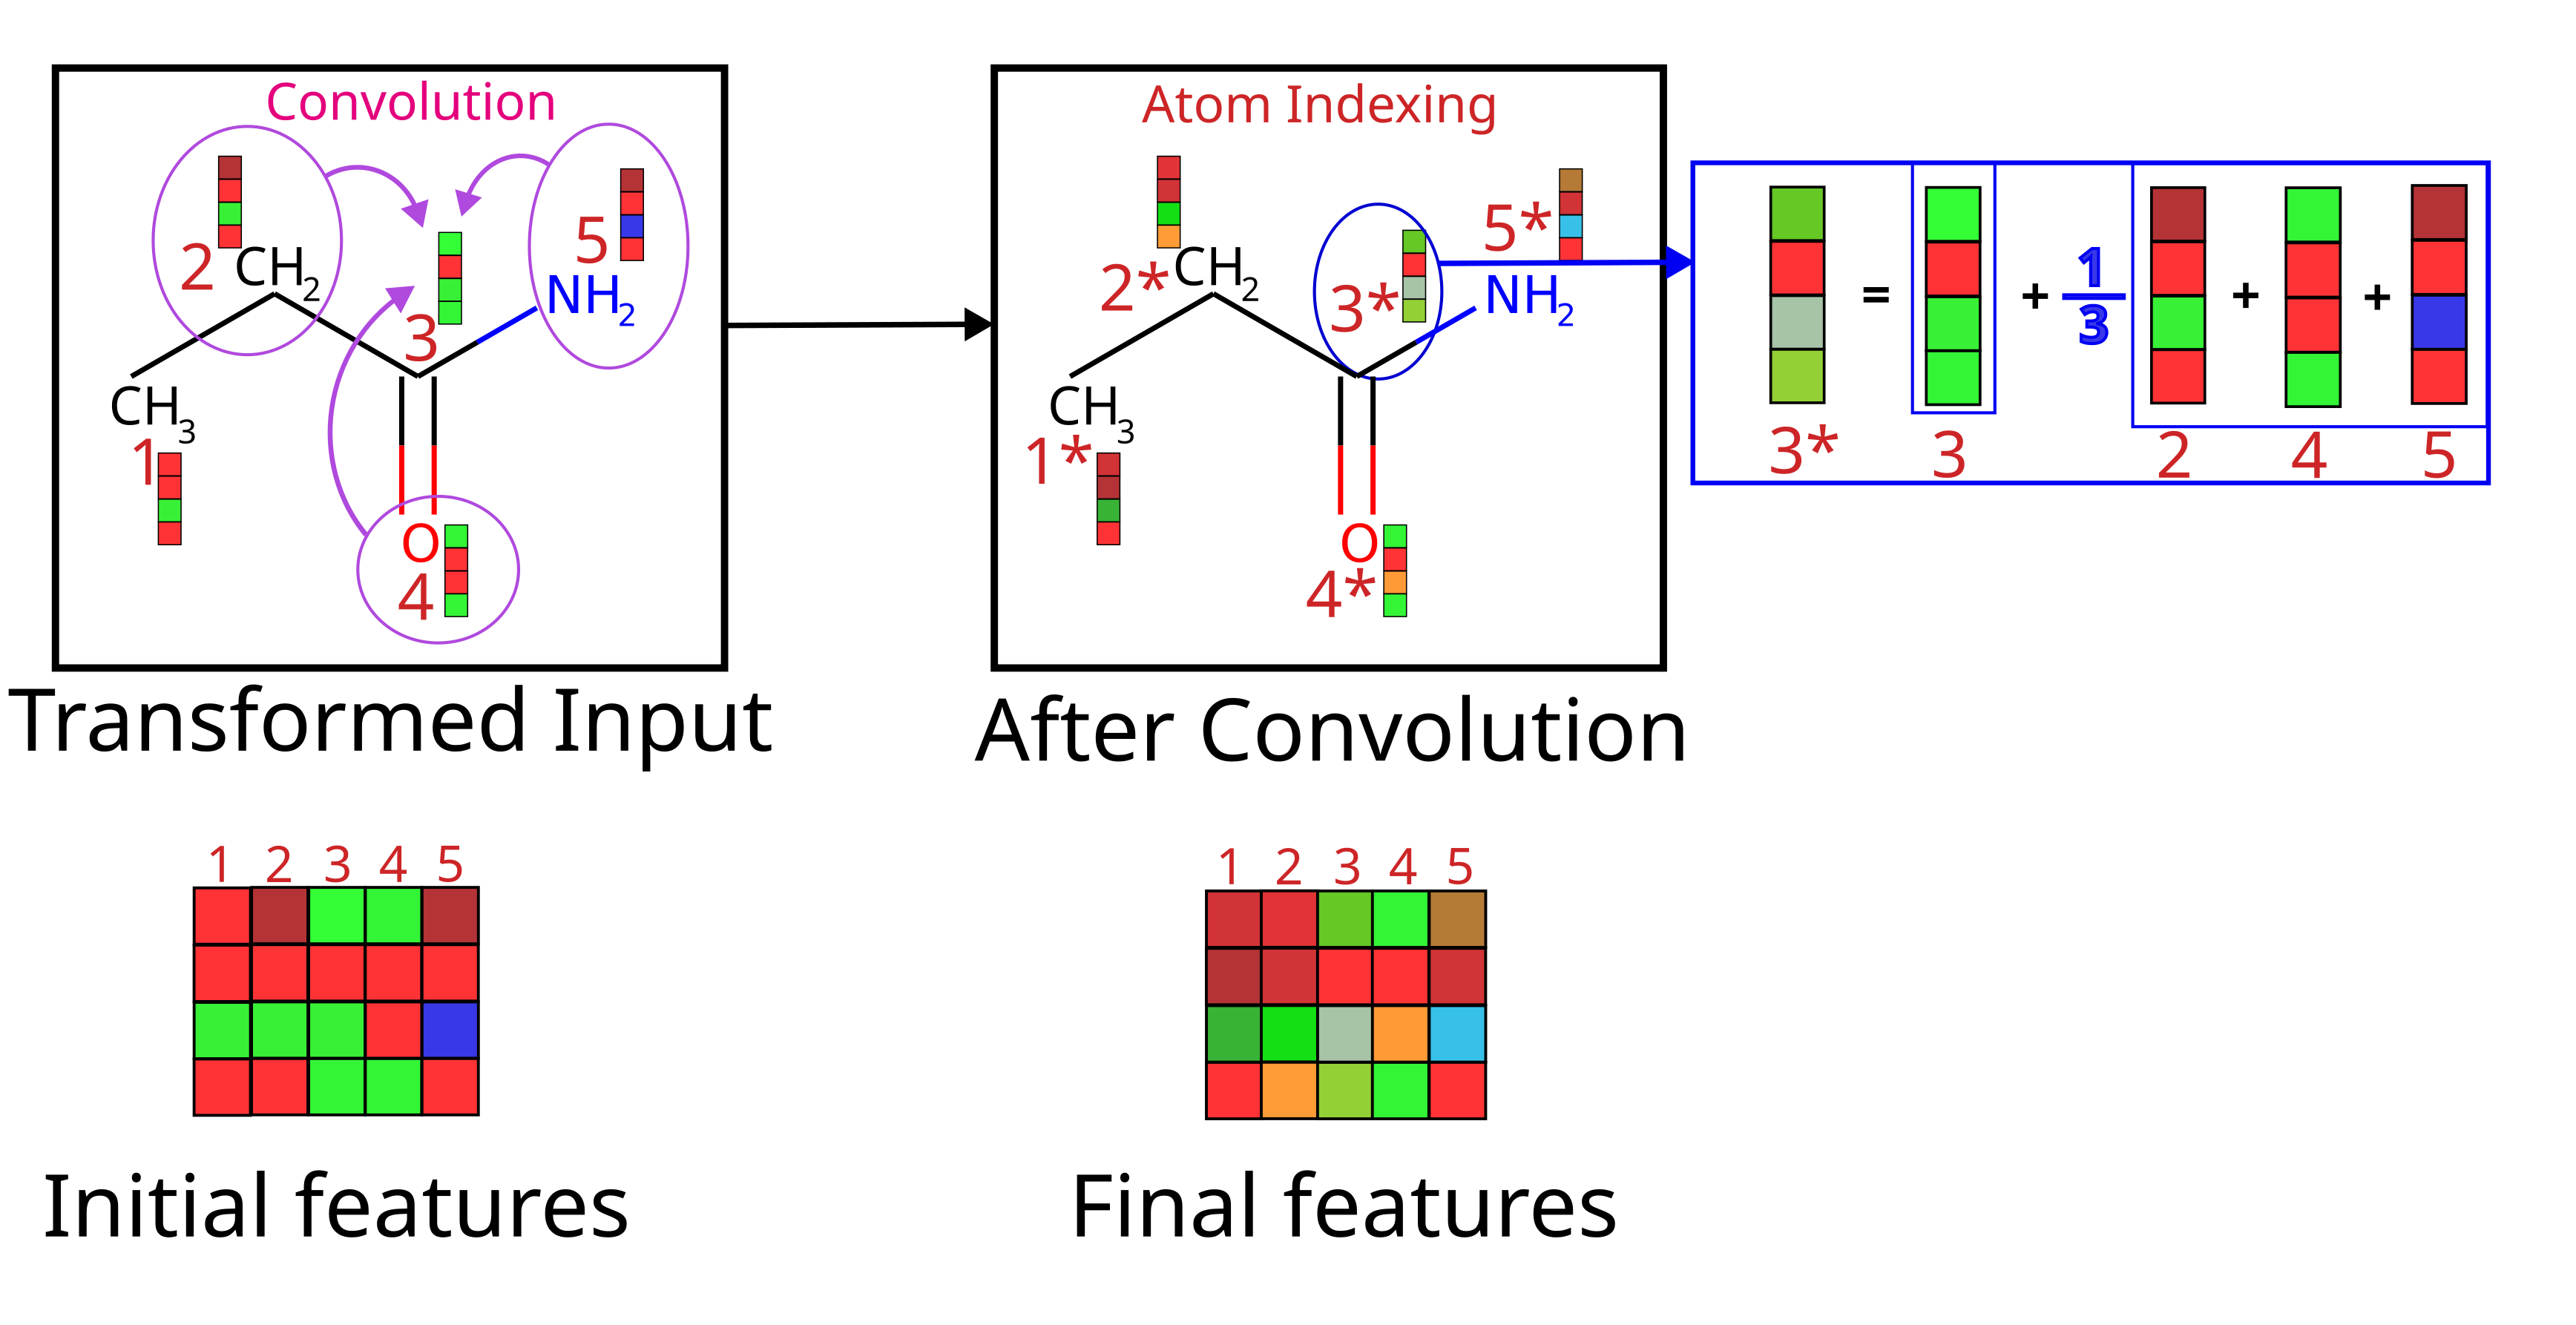 Convolution
2
CH2
5
NH2
3
CH3
1
O
4
Transformed Input
Atom Indexing
2*
CH2
5*
NH2
3*
CH3
1*
O
4*
After Convolution
= + 1/3 + +
3* 3 2 4 5
1 2 3 4 5
Initial features
1 2 3 4 5
Final features